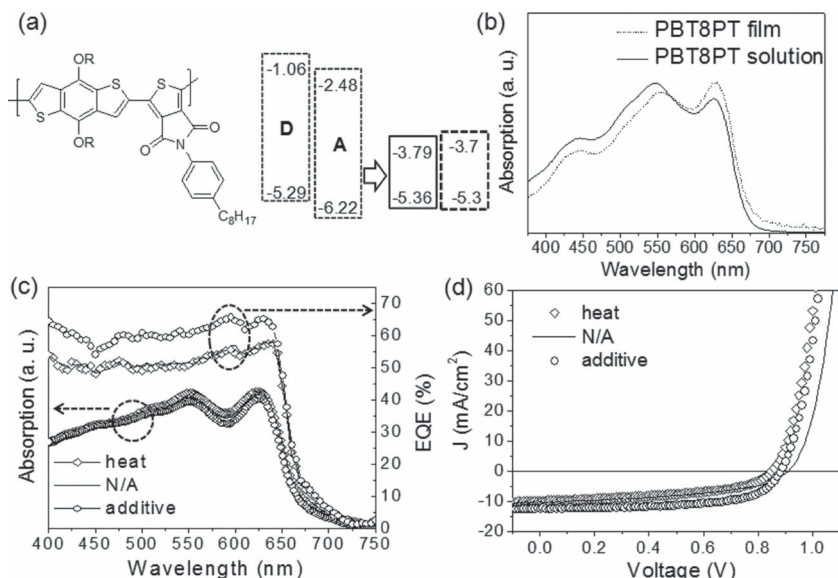 (a)
OR
S
S
S
OR
O
N
O
C8H17
-1.06
D
-5.29
-2.48
A
-6.22
-3.79
-5.36
-3.7
-5.3
(b)
PBT8PT film
PBT8PT solution
Absorption (a. u.)
400 450 500 550 600 650 700 750
Wavelength (nm)
(c)
Absorption (a. u.)
heat
N/A
additive
400 450 500 550 600 650 700 750
Wavelength (nm)
70
60
50
40
30
20
10
0
EQE (%)
(d)
heat
N/A
additive
J (mA/cm2)
60
50
40
30
20
10
0
-10
-20
0.0 0.2 0.4 0.6 0.8 1.0
Voltage (V)